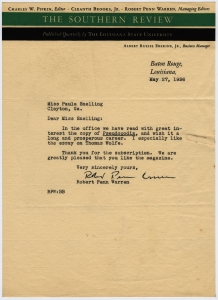 CHARLES W. PIPKIN, Editor - CLEANTH BROOKS, JR. - ROBERT PENN WARREN, Managing Editors
THE SOUTHERN REVIEW
Published Quarterly by THE LOUISIANA STATE UNIVERSITY
ALBERT RUSSEL ERSKINE, JR., Business Manager
Baton Rouge,
Louisiana,
May 27, 1936
Miss Paula Snelling
Clayton, Ga.
Dear Miss Snelling:
In the office we have read with great in-
terest the copy of Pseudopodia, and wish it a
long and prosperous career. I especially like
the essay on Thomas Wolfe.
Thank you for the subscription. We are
greatly pleased that you like the magazine.
Very sincerely yours,
Robt Penn Warren
Robert Penn Warren
RPW:BB